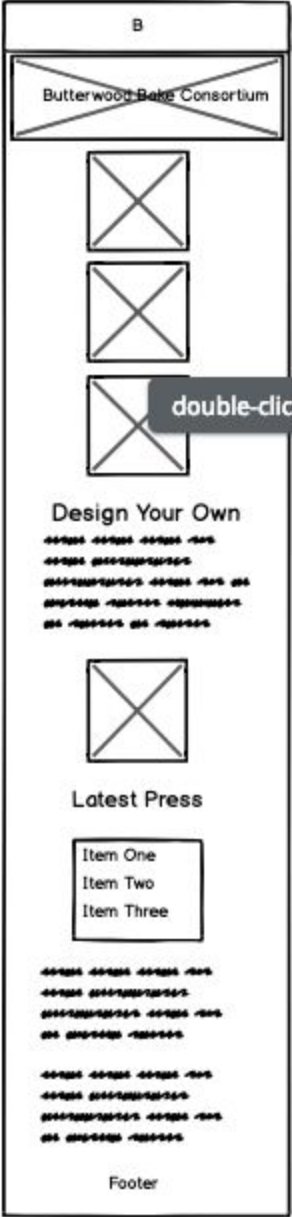 B
Butterwood Bake Consortium
double-clic
Design Your Own
Latest Press
Item One
Item Two
Item Three
Footer